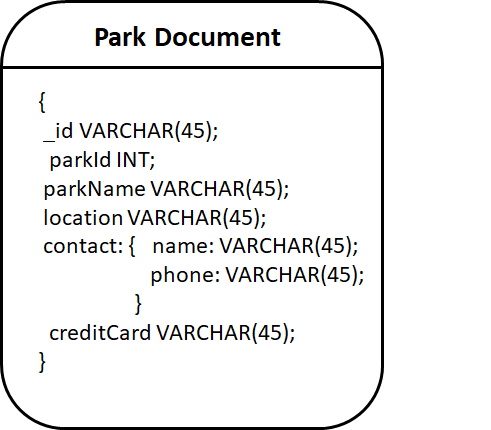 Park Document
{
_id VARCHAR(45);
parkId INT;
parkName VARCHAR(45);
location VARCHAR(45);
contact: { name: VARCHAR(45);
phone: VARCHAR(45);
}
creditCard VARCHAR(45);
}